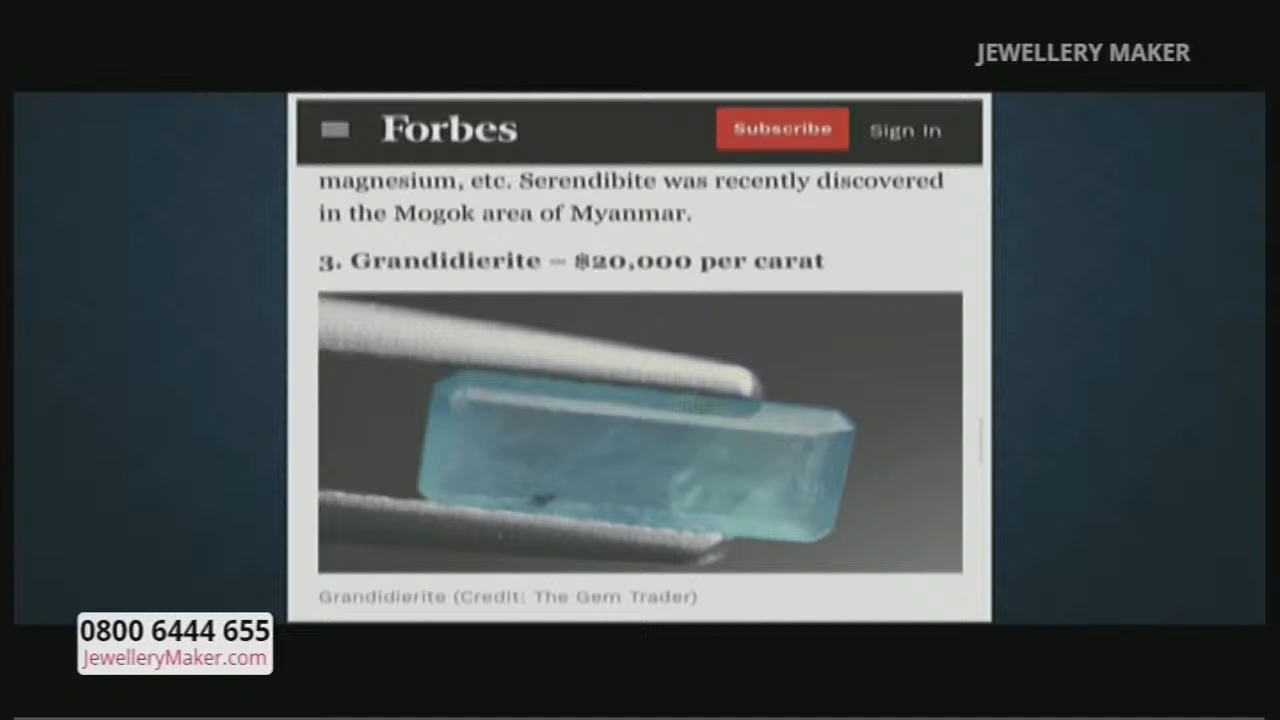 JEWELLERY MAKER
Forbes
Subscribe
Sign In
magnesium, etc. Serendibite was recently discovered
in the Mogok area of Myanmar.
3. Grandidierite – $20,000 per carat
Grandidierite (Credit: The Gem Trader)
0800 6444 655
JewelleryMaker.com